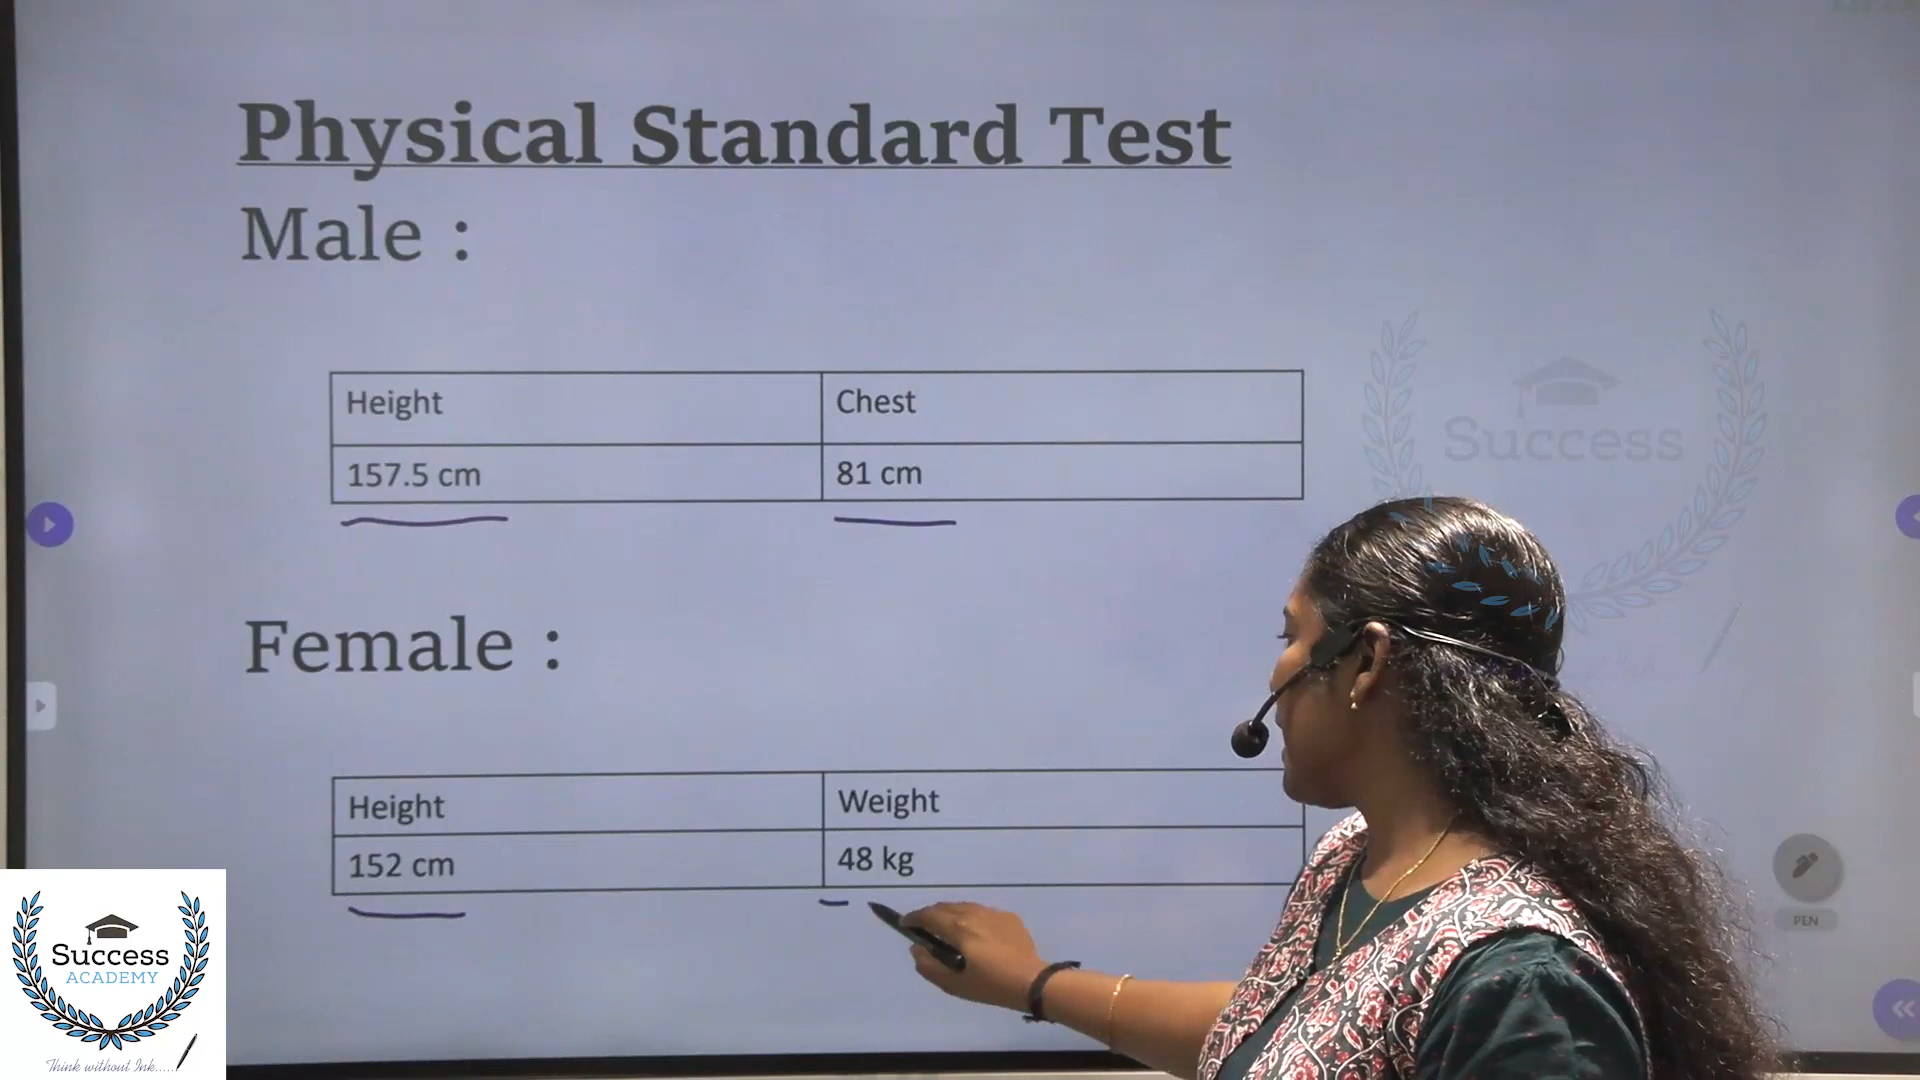 Physical Standard Test
Male :
Height Chest
157.5 cm 81 cm
Success
Female :
Height Weight
152 cm 48 kg
PEN
Success
ACADEMY
Think without Ink.....